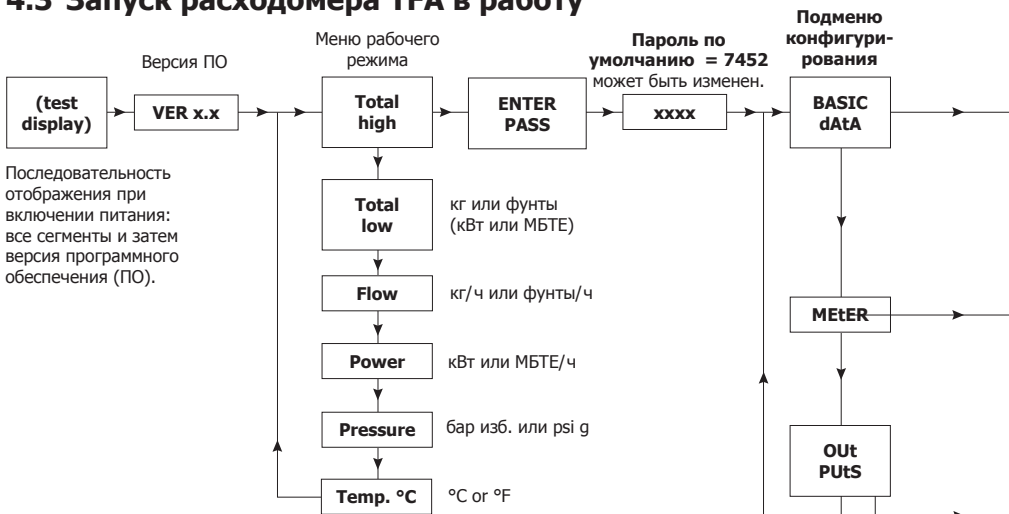 4.3 Запуск расходомера TFA в работу
Версия ПО
Меню рабочего
режима
Пароль по
умолчанию = 7452
может быть изменен.
Подменю
конфигури-
рования
(test
display)
VER x.x
Total
high
ENTER
PASS
xxxx
BASIC
dAtA
Последовательность
отображения при
включении питания:
все сегменты и затем
версия программного
обеспечения (ПО).
Total
low
кг или фунты
(кВт или МБТЕ)
Flow
кг/ч или фунты/ч
MEtER
Power
кВт или МБТЕ/ч
Pressure
бар изб. или psi g
OUt
PUtS
Temp. °C
°C or °F